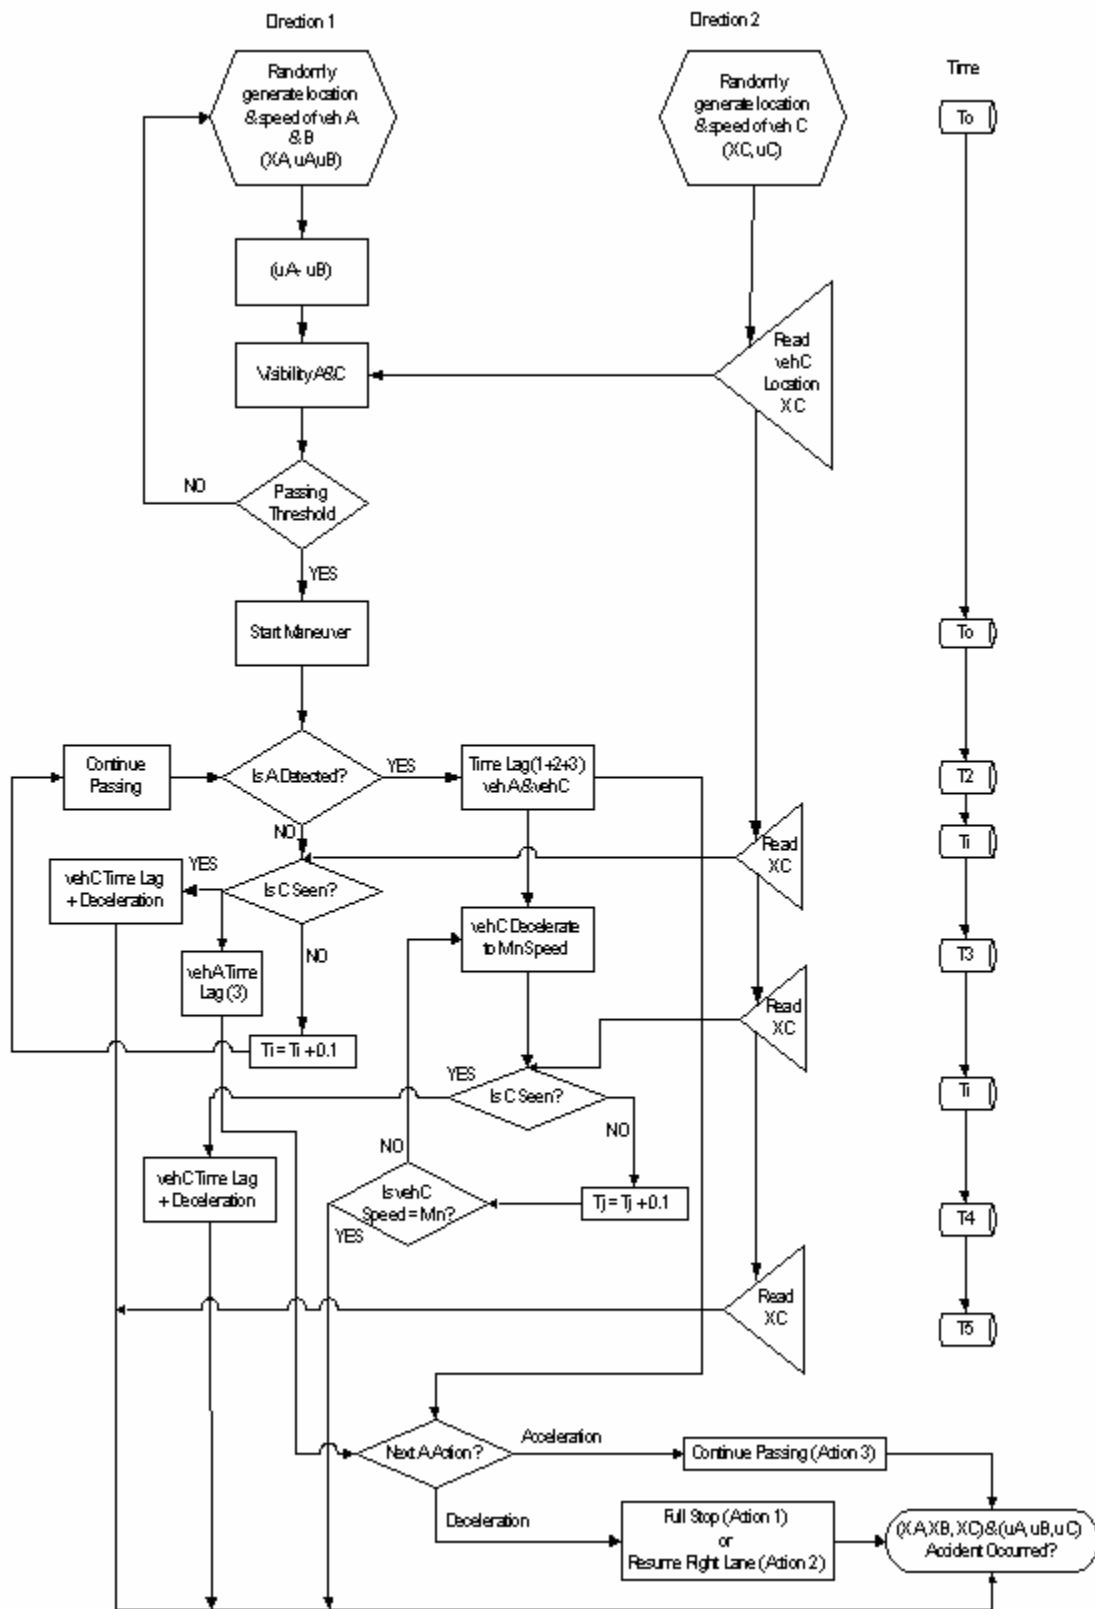 Direction 1
Direction 2
Time
Randomly
generate location
& speed of veh A
& B
(XA, uA,uB)
Randomly
generate location
& speed of veh C
(XC, uC)
To
(uA- uB)
Visibility A&C
Read
vehC
Location
XC
NO
Passing
Threshold
YES
Start Maneuver
To
Continue
Passing
Is A Detected?
YES
Time Lag(1+2+3)
vehA&vehC
T2
NO
Ti
Read
XC
YES
vehC Time Lag
+ Deceleration
Is C Seen?
vehC Decelerate
to Min Speed
NO
vehA Time
Lag (3)
T3
Read
XC
Ti = Ti +0.1
YES
Is C Seen?
Ti
NO
NO
vehC Time Lag
+ Deceleration
Is vehC
Speed = Min?
Tj = Tj +0.1
YES
T4
Read
XC
T5
Next A Action?
Acceleration
Continue Passing (Action 3)
Deceleration
Full Stop (Action 1)
or
Resume Right Lane (Action 2)
(XA,XB, XC)&(uA,uB,uC)
Accident Occurred?